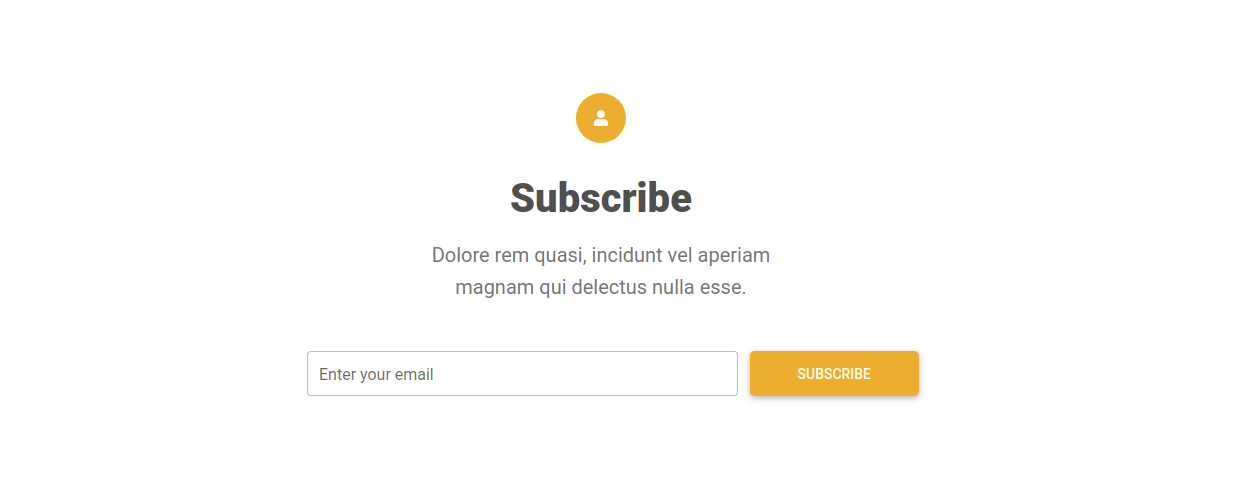 Subscribe
Dolore rem quasi, incidunt vel aperiam
magnam qui delectus nulla esse.
Enter your email
SUBSCRIBE